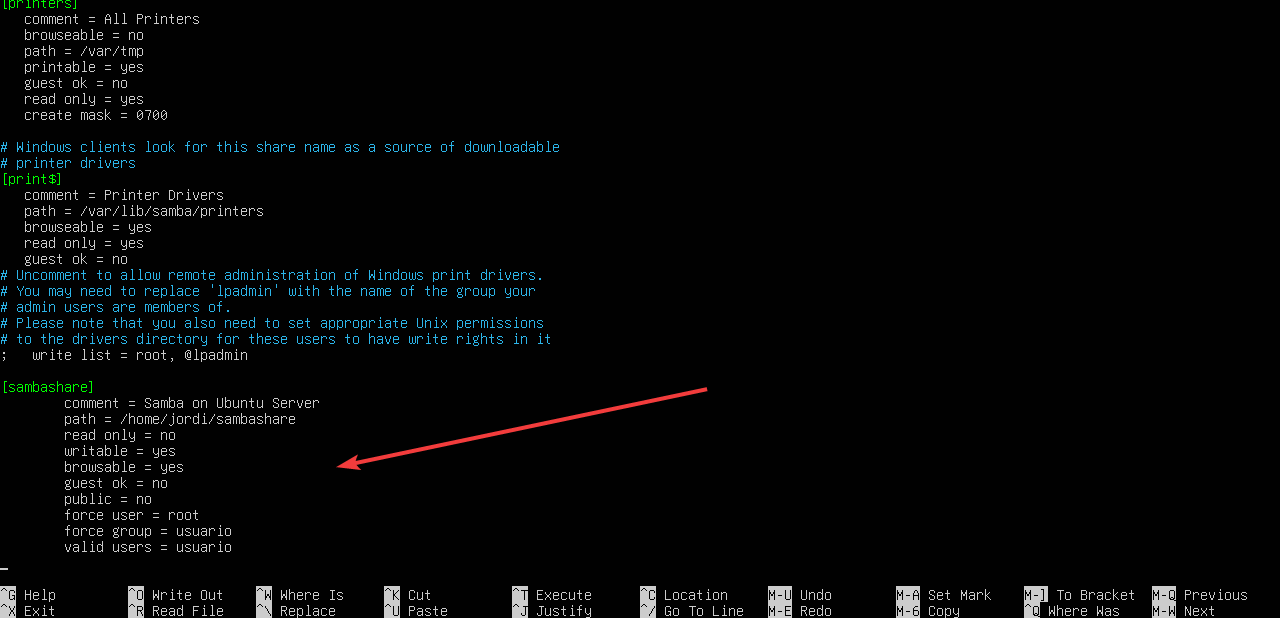 [printers]
comment = All Printers
browseable = no
path = /var/tmp
printable = yes
guest ok = no
read only = yes
create mask = 0700
# Windows clients look for this share name as a source of downloadable
# printer drivers
[print$]
comment = Printer Drivers
path = /var/lib/samba/printers
browseable = yes
read only = yes
guest ok = no
# Uncomment to allow remote administration of Windows print drivers.
# You may need to replace 'lpadmin' with the name of the group your
# admin users are members of.
# Please note that you also need to set appropriate Unix permissions
# to the drivers directory for these users to have write rights in it
;   write list = root, @lpadmin
[sambashare]
comment = Samba on Ubuntu Server
path = /home/jordi/sambashare
read only = no
writable = yes
browsable = yes
guest ok = no
public = no
force user = root
force group = usuario
valid users = usuario
^G Help ^O Write Out ^W Where Is ^K Cut ^T Execute ^C Location M-U Undo M-A Set Mark M-] To Bracket M-Q Previous
^X Exit ^R Read File ^\ Replace ^U Paste ^J Justify ^/ Go To Line M-E Redo M-6 Copy ^Q Where Was M-W Next